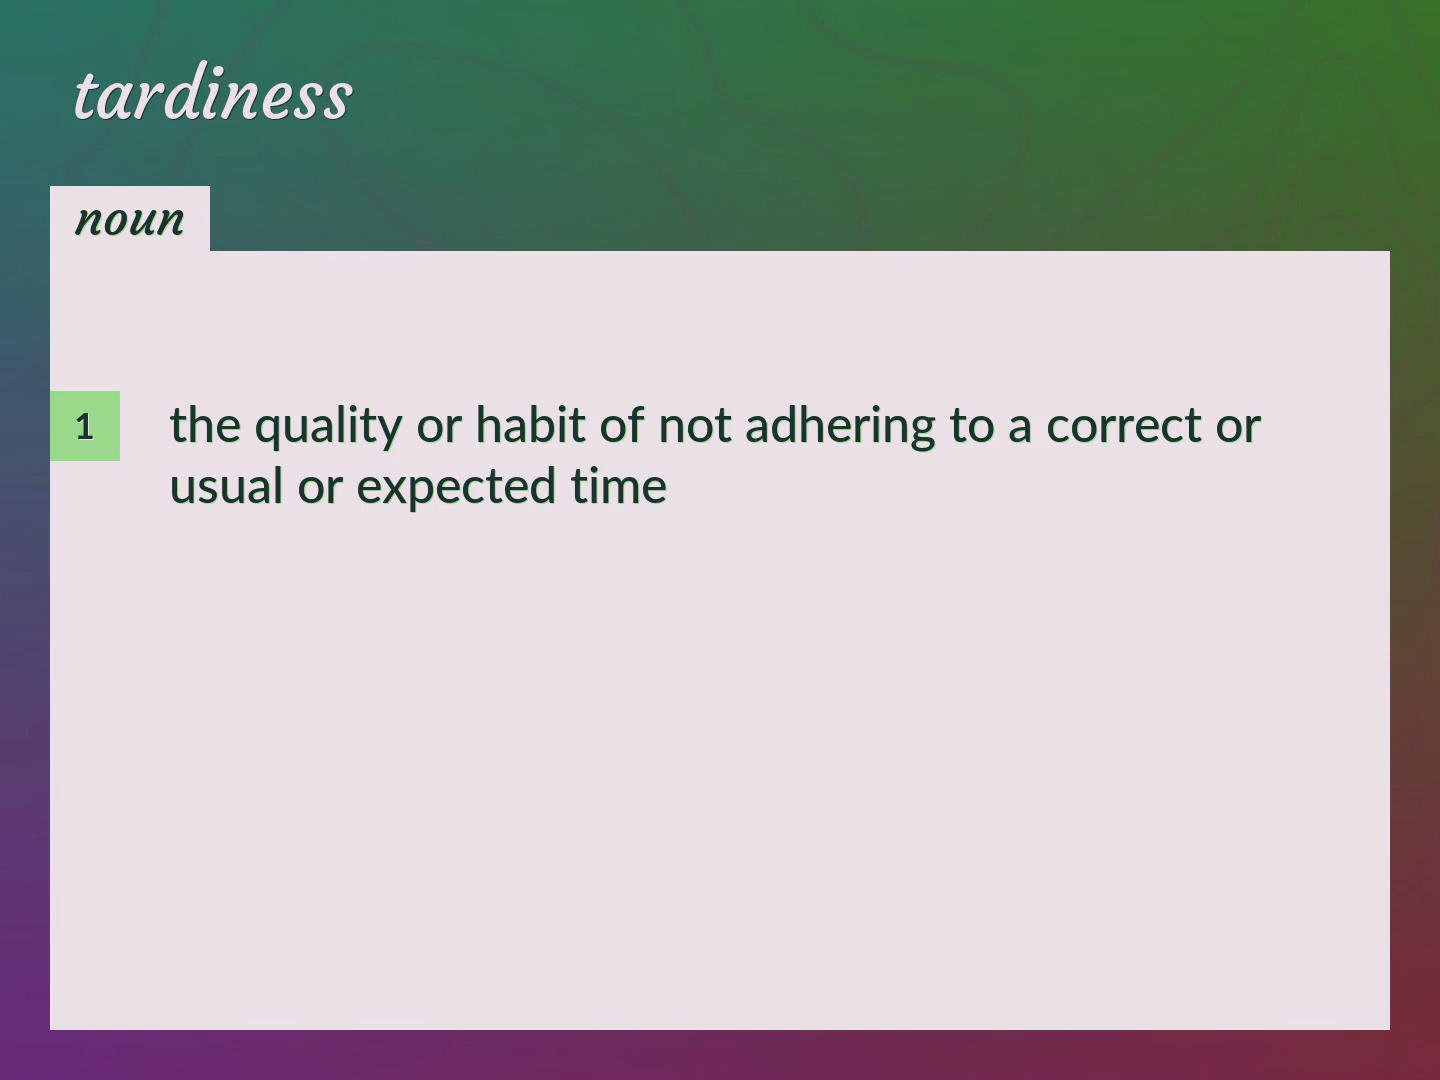 tardiness
noun
1 the quality or habit of not adhering to a correct or
usual or expected time